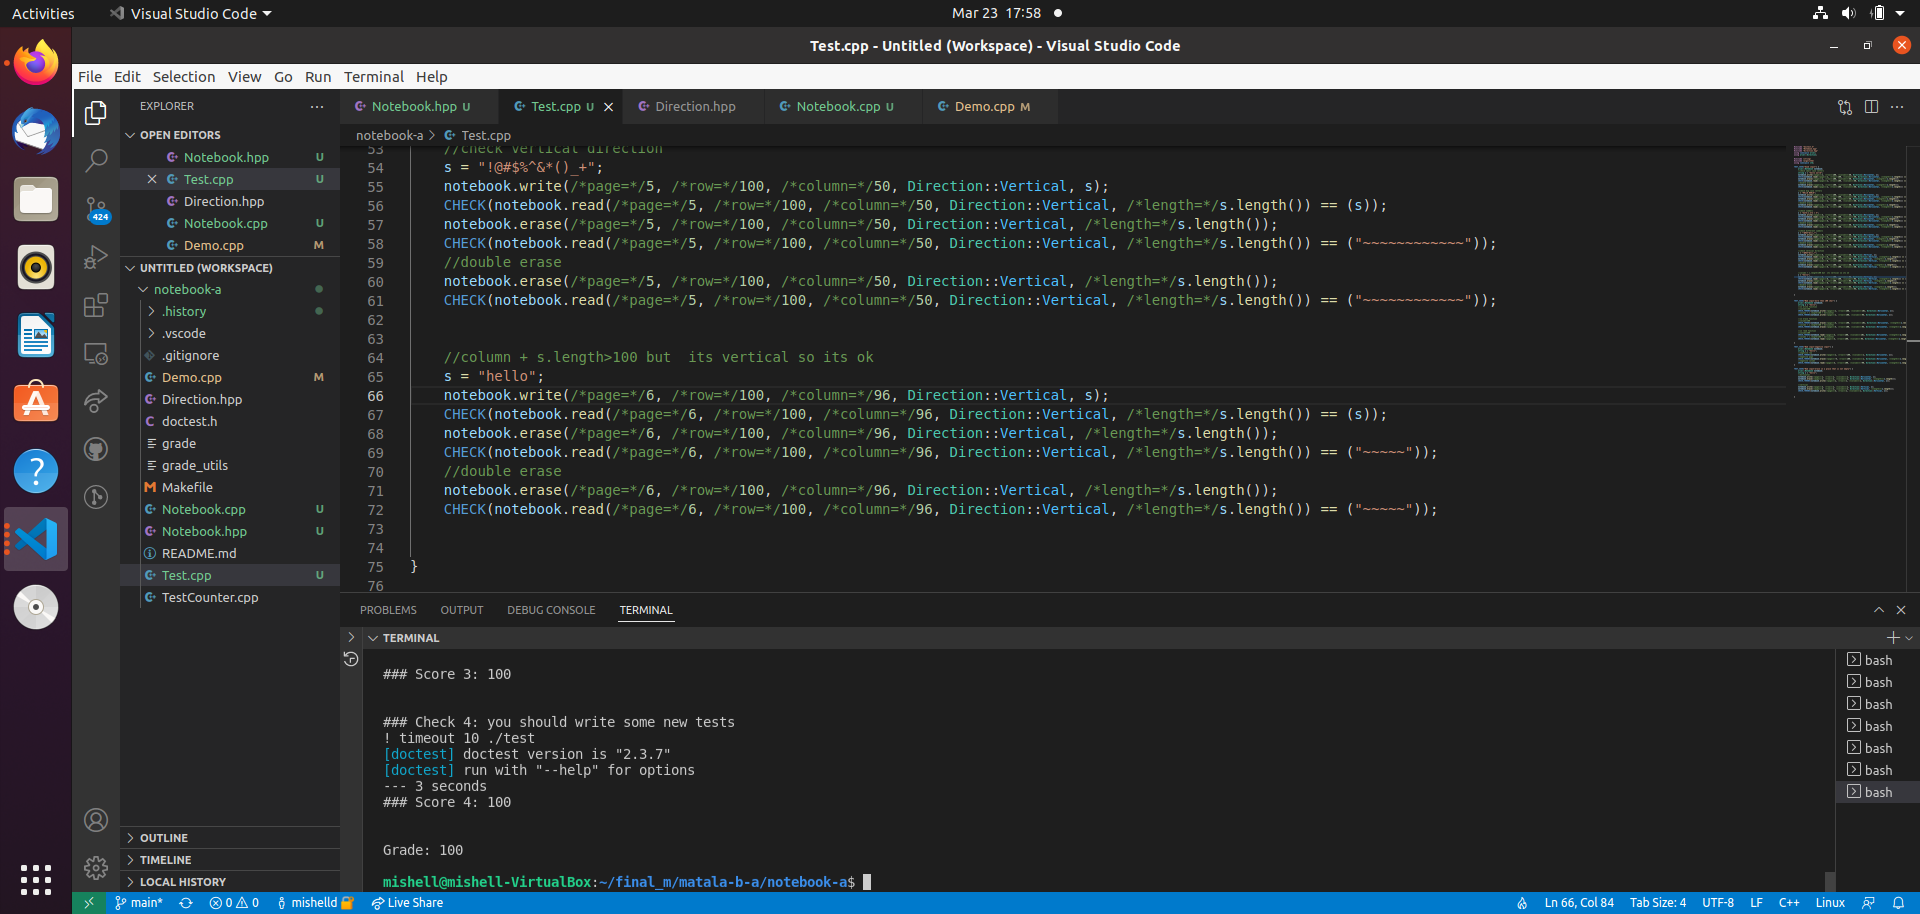 Activities
Visual Studio Code
Mar 23 17:58
Test.cpp - Untitled (Workspace) - Visual Studio Code
File Edit Selection View Go Run Terminal Help
EXPLORER
OPEN EDITORS
Notebook.hpp U
Test.cpp U
Direction.hpp
Notebook.cpp U
Demo.cpp M
UNTITLED (WORKSPACE)
notebook-a
.history
.vscode
.gitignore
Demo.cpp M
Direction.hpp
doctest.h
grade
grade_utils
Makefile
Notebook.cpp U
Notebook.hpp U
README.md
Test.cpp U
TestCounter.cpp
OUTLINE
TIMELINE
LOCAL HISTORY
424
Notebook.hpp U Test.cpp U Direction.hpp Notebook.cpp U Demo.cpp M
notebook-a > Test.cpp
53 //check vertical direction
54 s = "!@#$%^&*()_+";
55 notebook.write(/*page=*/5, /*row=*/100, /*column=*/50, Direction::Vertical, s);
56 CHECK(notebook.read(/*page=*/5, /*row=*/100, /*column=*/50, Direction::Vertical, /*length=*/s.length()) == (s));
57 notebook.erase(/*page=*/5, /*row=*/100, /*column=*/50, Direction::Vertical, /*length=*/s.length());
58 CHECK(notebook.read(/*page=*/5, /*row=*/100, /*column=*/50, Direction::Vertical, /*length=*/s.length()) == ("~~~~~~~~~~~~"));
59 //double erase
60 notebook.erase(/*page=*/5, /*row=*/100, /*column=*/50, Direction::Vertical, /*length=*/s.length());
61 CHECK(notebook.read(/*page=*/5, /*row=*/100, /*column=*/50, Direction::Vertical, /*length=*/s.length()) == ("~~~~~~~~~~~~"));
62
63
64 //column + s.length>100 but  its vertical so its ok
65 s = "hello";
66 notebook.write(/*page=*/6, /*row=*/100, /*column=*/96, Direction::Vertical, s);
67 CHECK(notebook.read(/*page=*/6, /*row=*/100, /*column=*/96, Direction::Vertical, /*length=*/s.length()) == (s));
68 notebook.erase(/*page=*/6, /*row=*/100, /*column=*/96, Direction::Vertical, /*length=*/s.length());
69 CHECK(notebook.read(/*page=*/6, /*row=*/100, /*column=*/96, Direction::Vertical, /*length=*/s.length()) == ("~~~~~"));
70 //double erase
71 notebook.erase(/*page=*/6, /*row=*/100, /*column=*/96, Direction::Vertical, /*length=*/s.length());
72 CHECK(notebook.read(/*page=*/6, /*row=*/100, /*column=*/96, Direction::Vertical, /*length=*/s.length()) == ("~~~~~"));
73
74
75 }
76
PROBLEMS OUTPUT DEBUG CONSOLE TERMINAL
TERMINAL
### Score 3: 100
### Check 4: you should write some new tests
! timeout 10 ./test
[doctest] doctest version is "2.3.7"
[doctest] run with "--help" for options
--- 3 seconds
### Score 4: 100
Grade: 100
mishell@mishell-VirtualBox:~/final_m/matala-b-a/notebook-a$
bash
bash
bash
bash
bash
bash
bash
main* 0 0 mishelld Live Share
Ln 66, Col 84 Tab Size: 4 UTF-8 LF C++ Linux